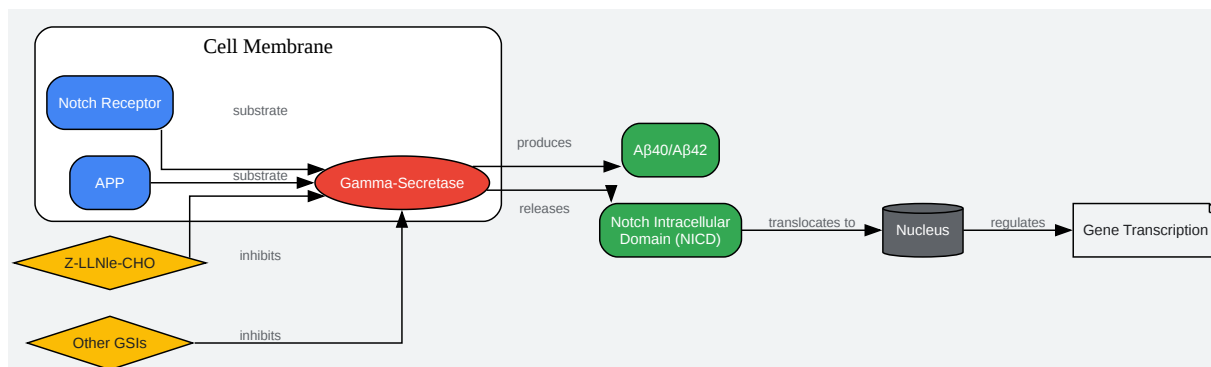 Cell Membrane
Notch Receptor
substrate
APP
substrate
Gamma-Secretase
produces
Aβ40/Aβ42
releases
Notch Intracellular
Domain (NICD)
translocates to
Nucleus
regulates
Gene Transcription
Z-LLNle-CHO
inhibits
Other GSIs
inhibits